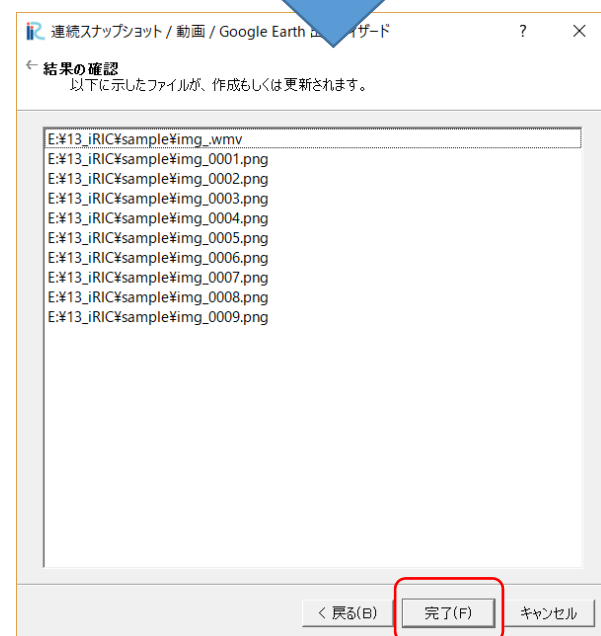 連続スナップショット / 動画 / Google Earth イザード
? ×
← 結果の確認
以下に示したファイルが、作成もしくは更新されます。
E:¥13_iRIC¥sample¥img_.wmv
E:¥13_iRIC¥sample¥img_0001.png
E:¥13_iRIC¥sample¥img_0002.png
E:¥13_iRIC¥sample¥img_0003.png
E:¥13_iRIC¥sample¥img_0004.png
E:¥13_iRIC¥sample¥img_0005.png
E:¥13_iRIC¥sample¥img_0006.png
E:¥13_iRIC¥sample¥img_0007.png
E:¥13_iRIC¥sample¥img_0008.png
E:¥13_iRIC¥sample¥img_0009.png
< 戻る(B) 完了(F) キャンセル